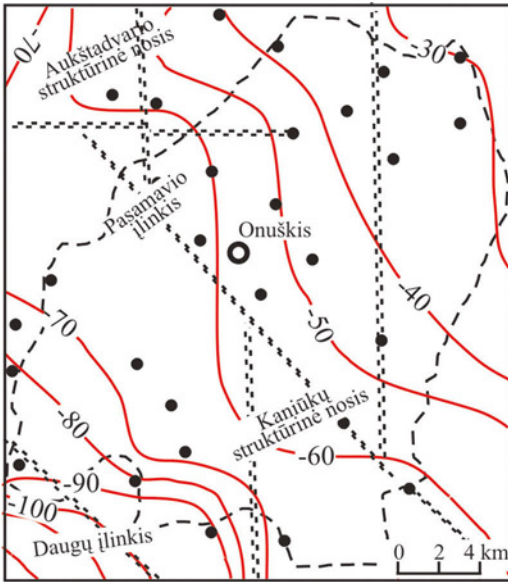 -70
Aukštadvario
struktūrinė nosis
-30
Pasamavio
įlinkis
Onuškis
-40
-50
-70
Kaniūkų
struktūrinė nosis
-80
-60
-90
-100
Daugų įlinkis
0 2 4 km